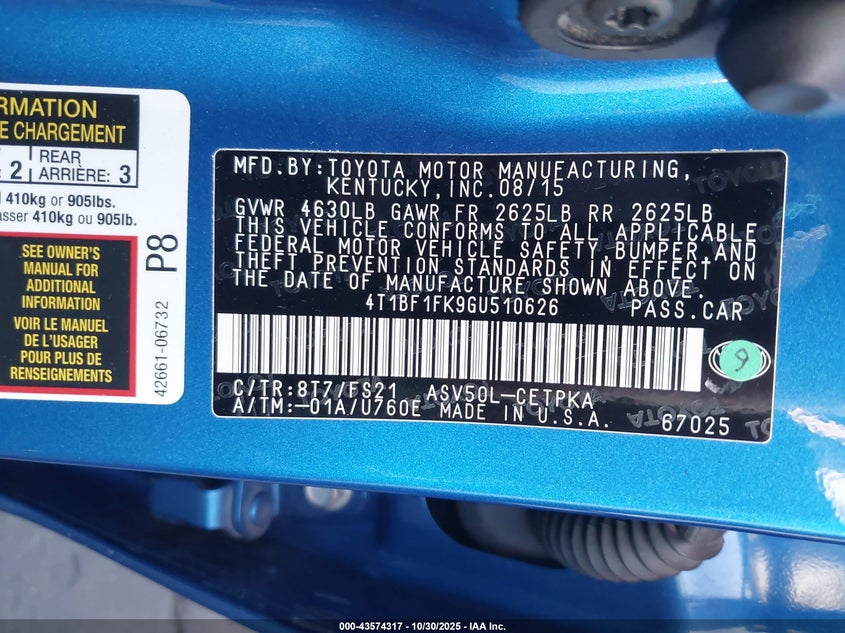 RMATION
E CHARGEMENT
2 REAR ARRIÈRE: 3
410kg or 905lbs.
asser 410kg ou 905lb.
SEE OWNER'S
MANUAL FOR
ADDITIONAL
INFORMATION
VOIR LE MANUEL
DE L'USAGER
POUR PLUS DE
RENSEIGNEMENTS
P8
42661-06732
MFD.BY:TOYOTA MOTOR MANUFACTURING,
KENTUCKY,INC.08/15
GVWR 4630LB GAWR FR 2625LB RR 2625LB
THIS VEHICLE CONFORMS TO ALL APPLICABLE
FEDERAL MOTOR VEHICLE SAFETY,BUMPER,AND
THEFT PREVENTION STANDARDS IN EFFECT ON
THE DATE OF MANUFACTURE SHOWN ABOVE.
4T1BF1FK9GU510626 PASS.CAR
9
C/TR:8T7/FS21 ASV50L-CETPKA
A/TM:-01A/U760E MADE IN U.S.A. 67025
000-43574317 - 10/30/2025 - IAA Inc.